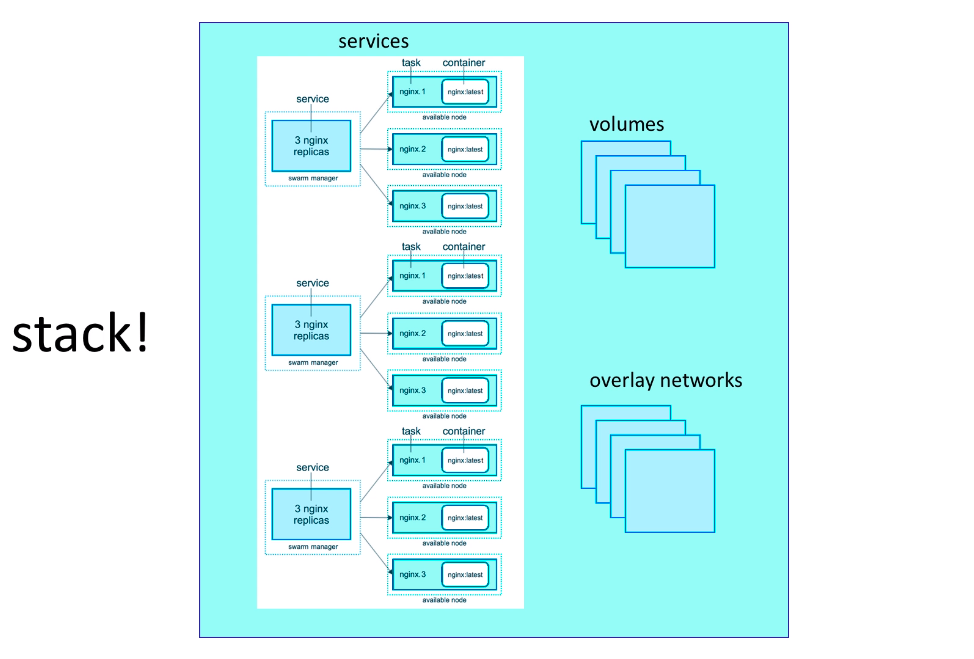 stack!
services
task container
service
3 nginx
replicas
swarm manager
nginx.1 nginx:latest
available node
nginx.2 nginx:latest
available node
nginx.3 nginx:latest
available node
task container
service
3 nginx
replicas
swarm manager
nginx.1 nginx:latest
available node
nginx.2 nginx:latest
available node
nginx.3 nginx:latest
available node
task container
service
3 nginx
replicas
swarm manager
nginx.1 nginx:latest
available node
nginx.2 nginx:latest
available node
nginx.3 nginx:latest
available node
volumes
overlay networks